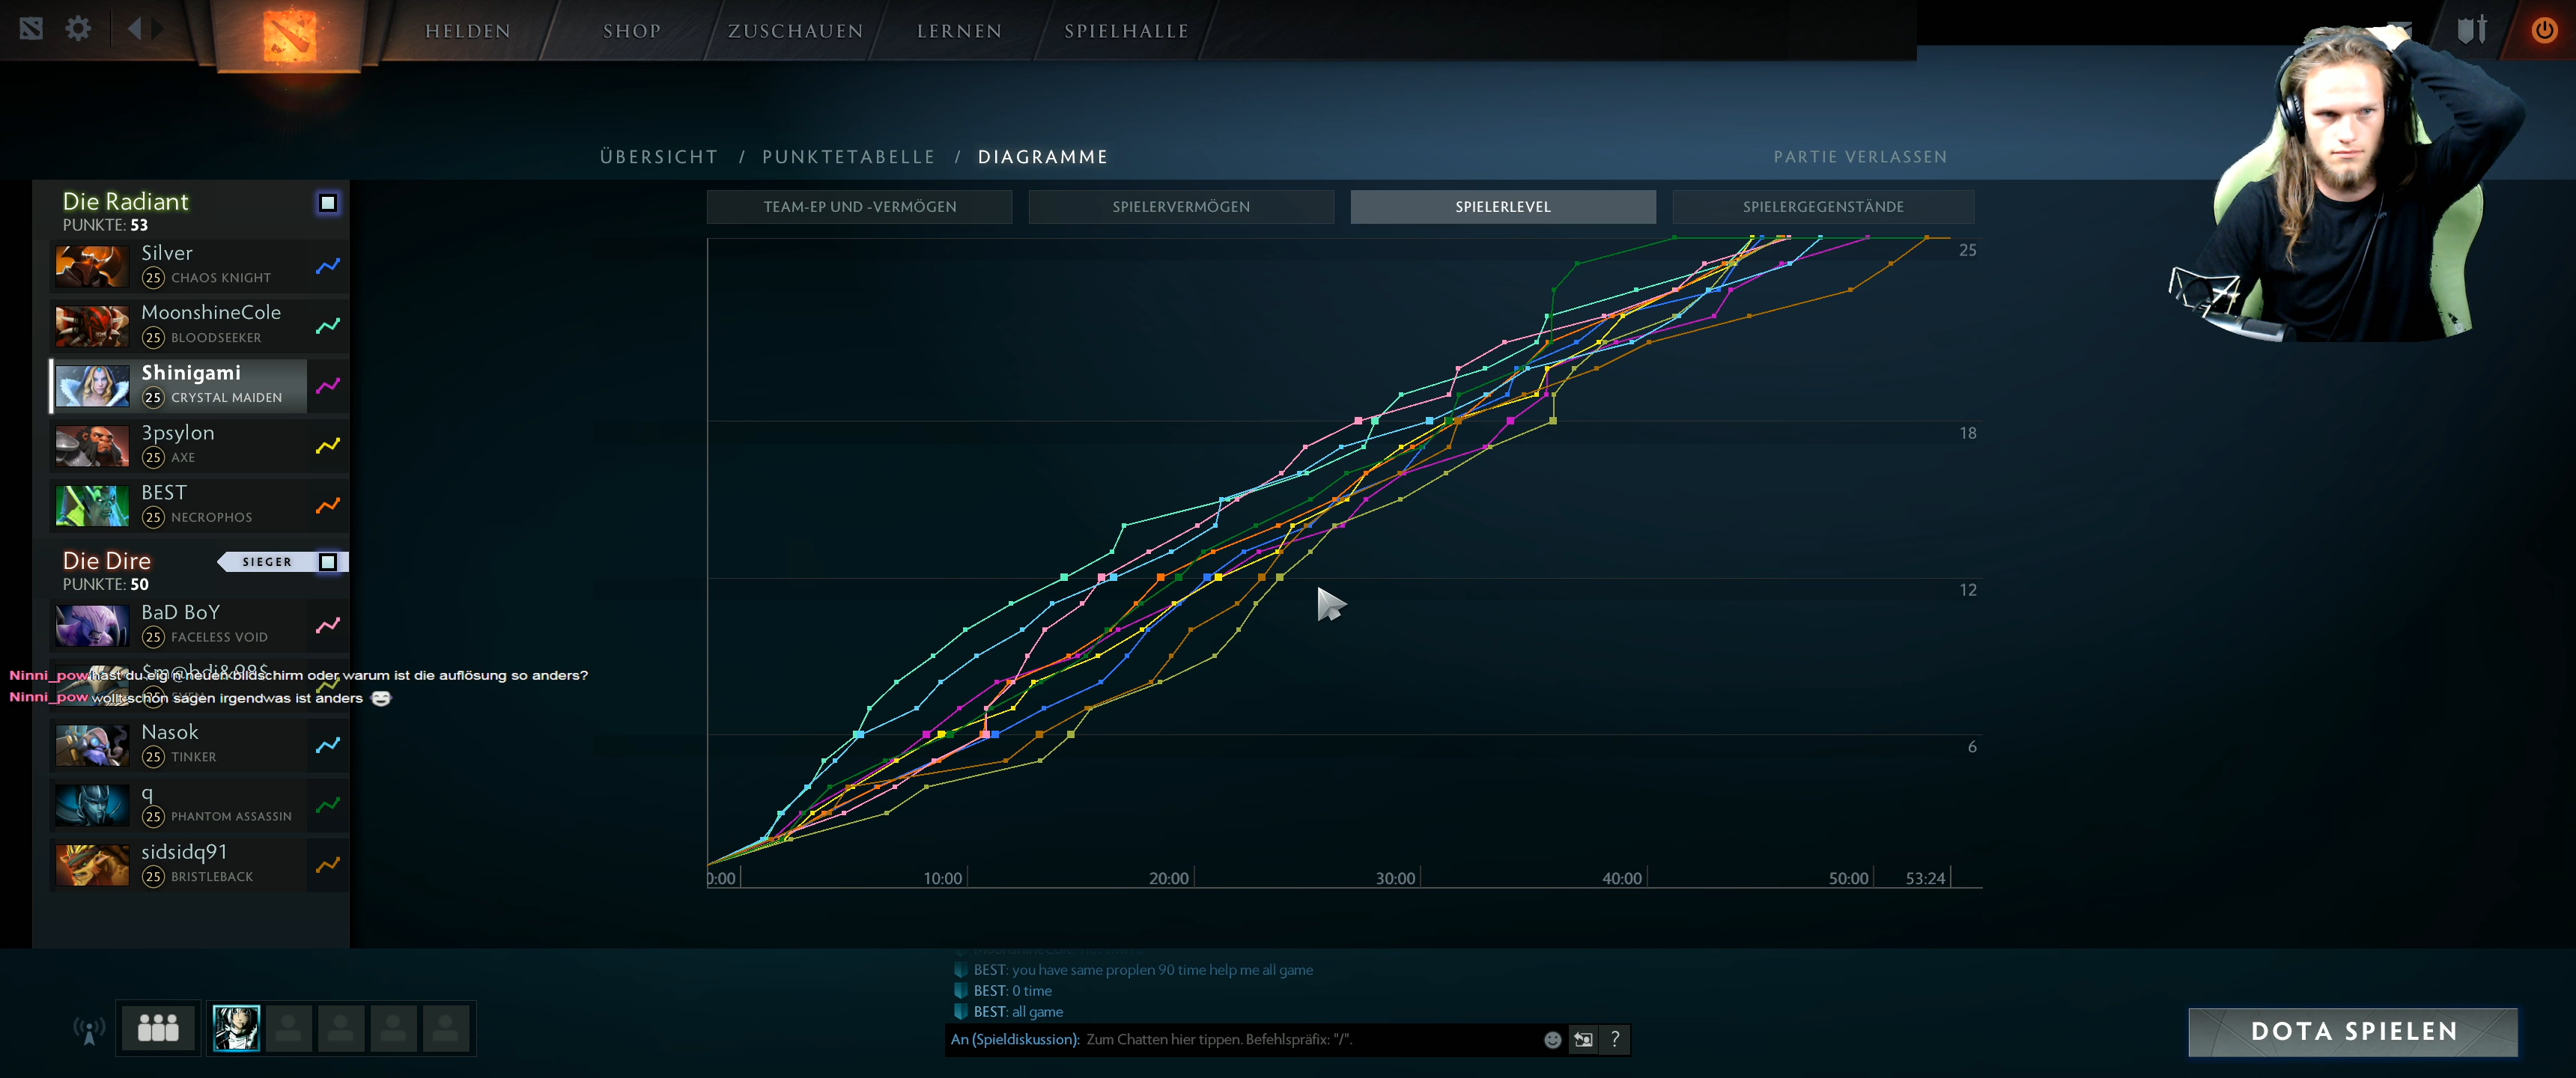 HELDEN
SHOP
ZUSCHAUEN
LERNEN
SPIELHALLE
ÜBERSICHT / PUNKTETABELLE / DIAGRAMME
PARTIE VERLASSEN
TEAM-EP UND -VERMÖGEN
SPIELERVERMÖGEN
SPIELERLEVEL
SPIELERGEGENSTÄNDE
Die Radiant
PUNKTE: 53
Silver
25 CHAOS KNIGHT
MoonshineCole
25 BLOODSEEKER
Shinigami
25 CRYSTAL MAIDEN
3psylon
25 AXE
BEST
25 NECROPHOS
Die Dire
SIEGER
PUNKTE: 50
BaD BoY
25 FACELESS VOID
Ninni_pow hast du eig n neuen bildschirm oder warum ist die auflösung so anders?
Ninni_pow wollt schon sagen irgendwas ist anders
Nasok
25 TINKER
q
25 PHANTOM ASSASSIN
sidsidq91
25 BRISTLEBACK
25
18
12
6
0:00
10:00
20:00
30:00
40:00
50:00
53:24
BEST: you have same proplen 90 time help me all game
BEST: 0 time
BEST: all game
An (Spieldiskussion): Zum Chatten hier tippen. Befehlspräfix: "/".
?
DOTA SPIELEN